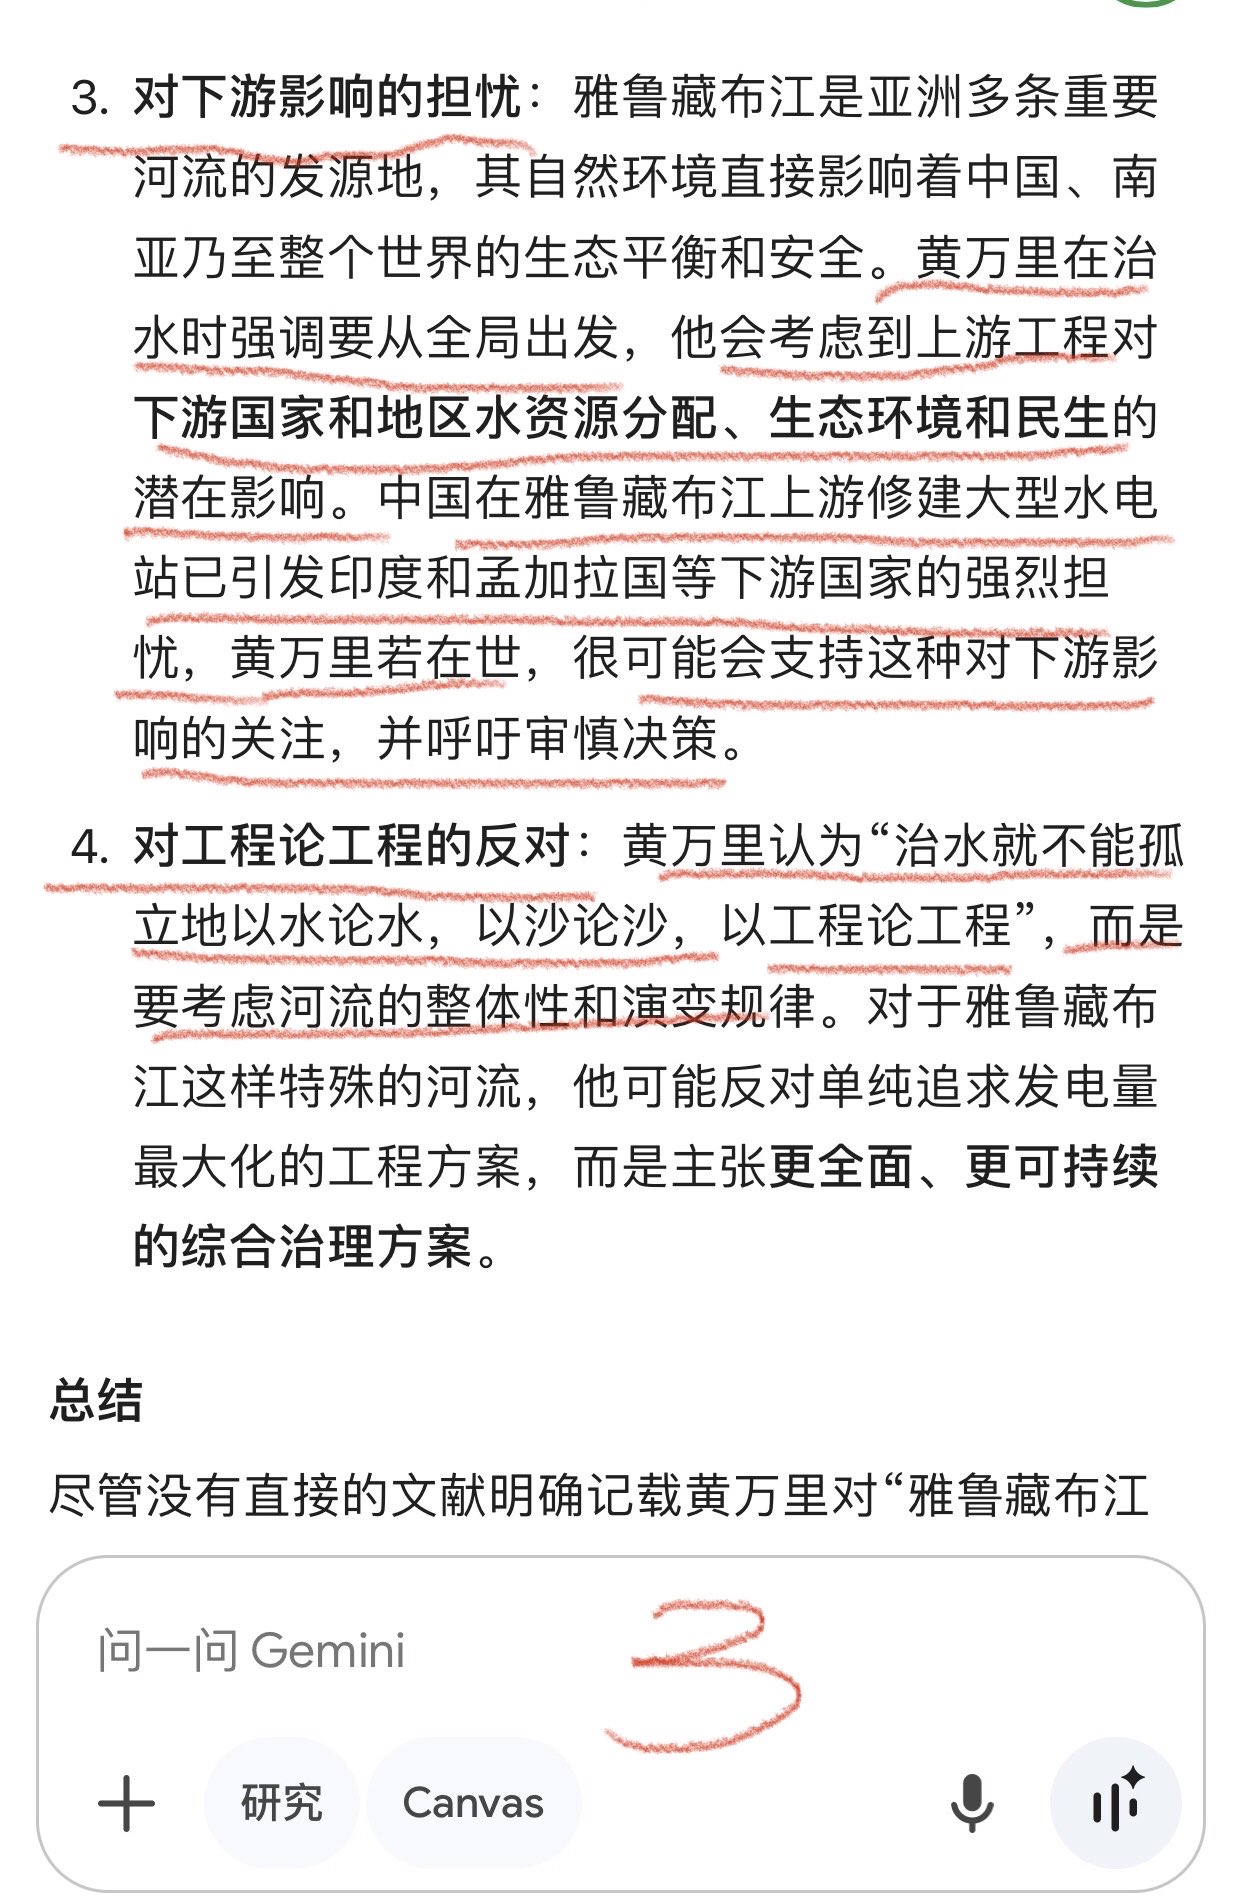 3. 对下游影响的担忧：雅鲁藏布江是亚洲多条重要
河流的发源地，其自然环境直接影响着中国、南
亚乃至整个世界的生态平衡和安全。黄万里在治
水时强调要从全局出发，他会考虑到上游工程对
下游国家和地区水资源分配、生态环境和民生的
潜在影响。中国在雅鲁藏布江上游修建大型水电
站已引发印度和孟加拉国等下游国家的强烈担
忧，黄万里若在世，很可能会支持这种对下游影
响的关注，并呼吁审慎决策。
4. 对工程论工程的反对：黄万里认为“治水就不能孤
立地以水论水，以沙论沙，以工程论工程”，而是
要考虑河流的整体性和演变规律。对于雅鲁藏布
江这样特殊的河流，他可能反对单纯追求发电量
最大化的工程方案，而是主张更全面、更可持续
的综合治理方案。
总结
尽管没有直接的文献明确记载黄万里对“雅鲁藏布江
问一问 Gemini
3
研究 Canvas